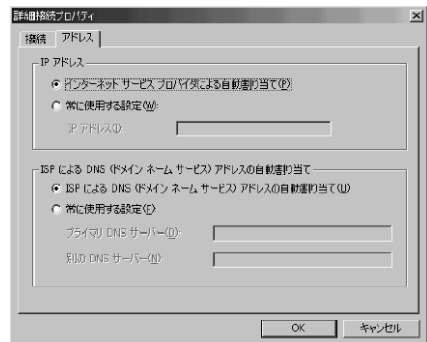 詳細接続プロパティ
接続 アドレス
IP アドレス
インターネット サービス プロバイダによる自動割り当て(P)
常に使用する設定(W):
IP アドレス(I):
ISP による DNS (ドメイン ネーム サービス) アドレスの自動割り当て
ISP による DNS (ドメイン ネーム サービス) アドレスの自動割り当て(U)
常に使用する設定(F):
プライマリ DNS サーバー(D):
別の DNS サーバー(N):
OK キャンセル